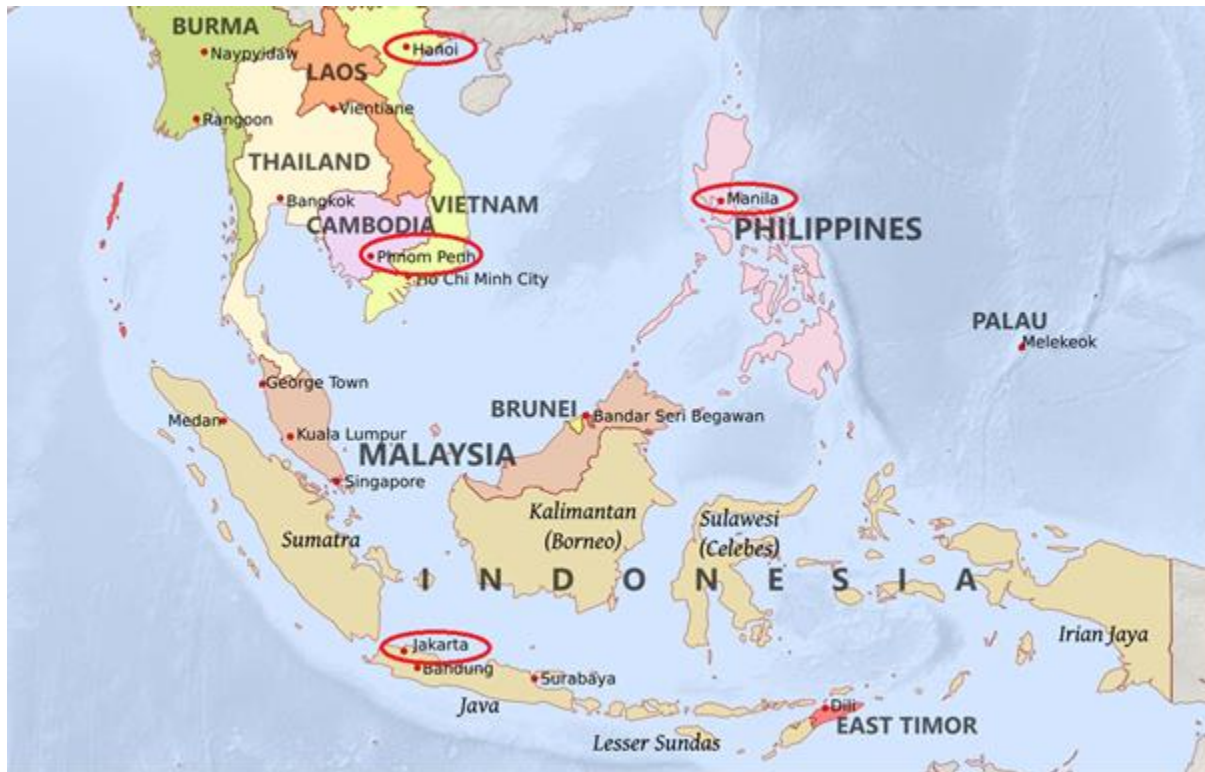 BURMA
Hanoi
Naypyidaw
LAOS
Vientiane
Rangoon
THAILAND
Bangkok
Manila
VIETNAM
CAMBODIA
PHILIPPINES
Phnom Penh
Ho Chi Minh City
PALAU
Melekeok
George Town
BRUNEI
Bandar Seri Begawan
Medan
Kuala Lumpur
MALAYSIA
Singapore
Kalimantan
(Borneo)
Sulawesi
(Celebes)
Sumatra
INDONESIA
Irian Jaya
Jakarta
Bandung
Surabaya
Java
Dili
EAST TIMOR
Lesser Sundas